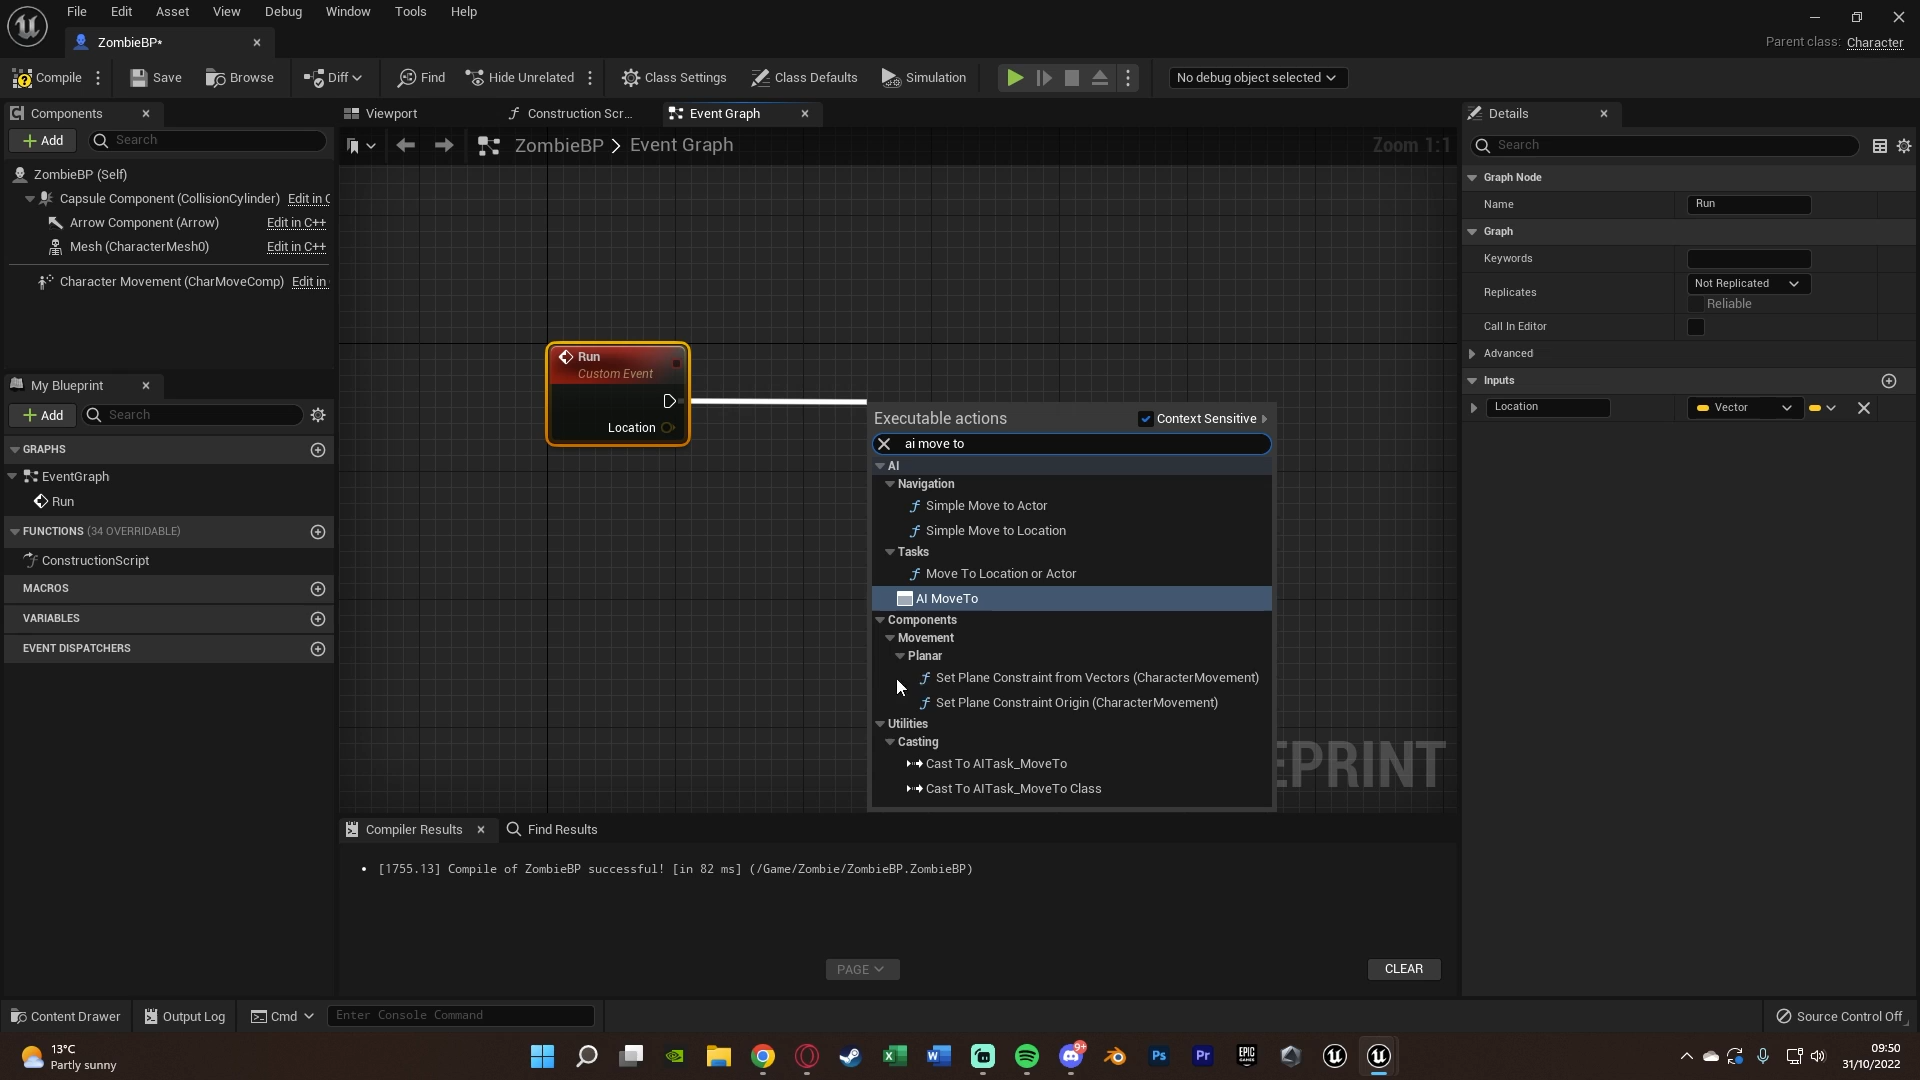 File Edit Asset View Debug Window Tools Help
ZombieBP*
Parent class: Character
Compile Save Browse Diff Find Hide Unrelated Class Settings Class Defaults Simulation No debug object selected
Components
Add Search
ZombieBP (Self)
Capsule Component (CollisionCylinder) Edit in C
Arrow Component (Arrow) Edit in C++
Mesh (CharacterMesh0) Edit in C++
Character Movement (CharMoveComp) Edit in
My Blueprint
Add Search
GRAPHS
EventGraph
Run
FUNCTIONS (34 OVERRIDABLE)
ConstructionScript
MACROS
VARIABLES
EVENT DISPATCHERS
Viewport Construction Scr... Event Graph
ZombieBP > Event Graph
Zoom 1:1
Run
Custom Event
Location
Executable actions Context Sensitive
ai move to
AI
Navigation
Simple Move to Actor
Simple Move to Location
Tasks
Move To Location or Actor
AI MoveTo
Components
Movement
Planar
Set Plane Constraint from Vectors (CharacterMovement)
Set Plane Constraint Origin (CharacterMovement)
Utilities
Casting
Cast To AITask_MoveTo
Cast To AITask_MoveTo Class
EPRINT
Compiler Results Find Results
• [1755.13] Compile of ZombieBP successful! [in 82 ms] (/Game/Zombie/ZombieBP.ZombieBP)
PAGE
CLEAR
Details
Search
Graph Node
Name Run
Graph
Keywords
Replicates Not Replicated
Reliable
Call In Editor
Advanced
Inputs
Location Vector
Content Drawer Output Log Cmd Enter Console Command Source Control Off
13°C
Partly sunny
X
W
9+
Ps
Pr
EPIC
GAMES
09:50
31/10/2022